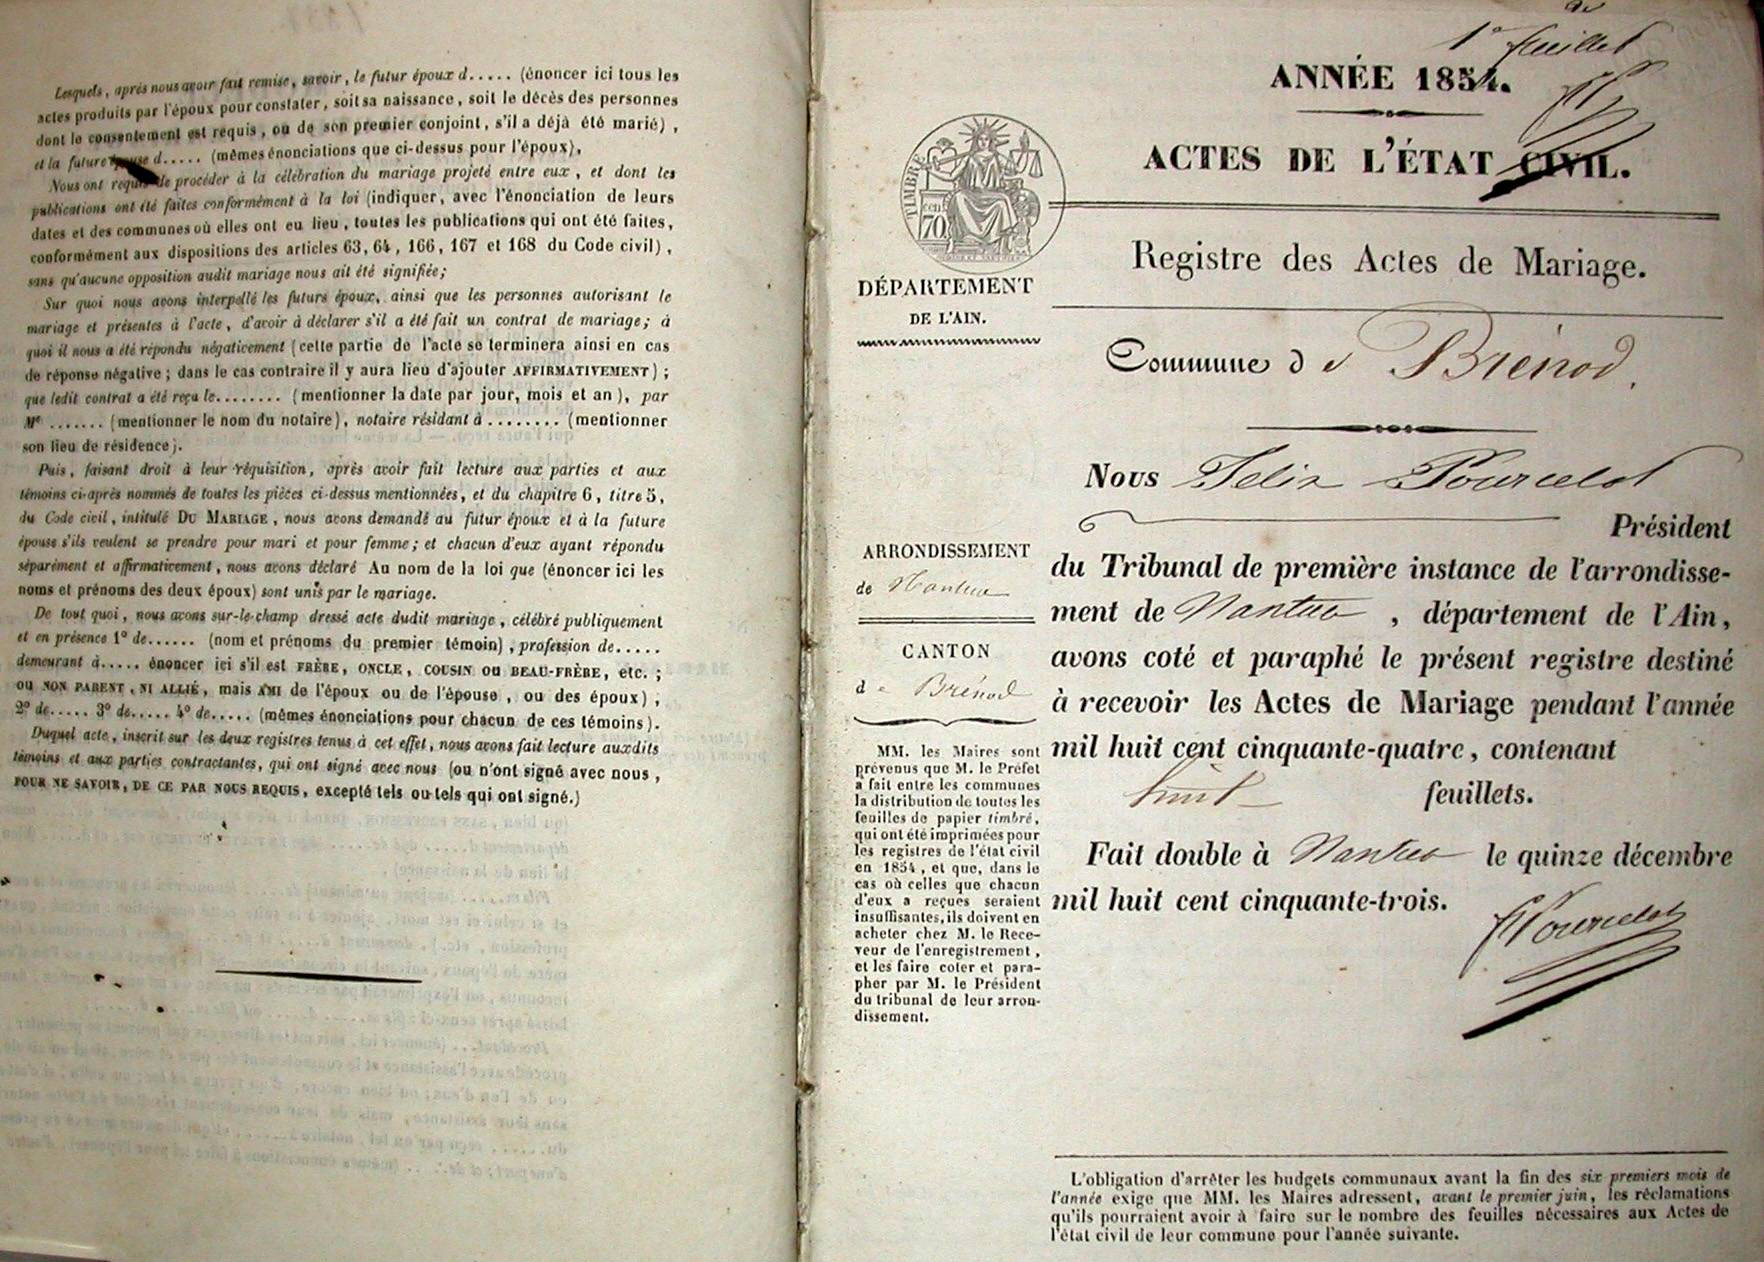 Lesquels, après nous avoir fait remise, savoir, le futur époux d..... (énoncer ici tous les
actes produits par l'époux pour constater, soit sa naissance, soit le décès des personnes
dont le consentement est requis, ou de son premier conjoint, s'il a déjà été marié),
et la future épouse d..... (mêmes énonciations que ci-dessus pour l'époux),
Nous ont requis de procéder à la célébration du mariage projeté entre eux, et dont les
publications ont été faites conformément à la loi (indiquer, avec l'énonciation de leurs
dates et des communes où elles ont eu lieu, toutes les publications qui ont été faites,
conformément aux dispositions des articles 63, 64, 166, 167 et 168 du Code civil),
sans qu'aucune opposition audit mariage nous ait été signifiée;
Sur quoi nous avons interpellé les futurs époux, ainsi que les personnes autorisant le
mariage et présentes à l'acte, d'avoir à déclarer s'il a été fait un contrat de mariage; à
quoi il nous a été répondu négativement (cette partie de l'acte se terminera ainsi en cas
de réponse négative; dans le cas contraire il y aura lieu d'ajouter AFFIRMATIVEMENT);
que ledit contrat a été reçu le........ (mentionner la date par jour, mois et an), par
Me ....... (mentionner le nom du notaire), notaire résidant à ........ (mentionner
son lieu de résidence).
Puis, faisant droit à leur réquisition, après avoir fait lecture aux parties et aux
témoins ci-après nommés de toutes les pièces ci-dessus mentionnées, et du chapitre 6, titre 5,
du Code civil, intitulé DU MARIAGE, nous avons demandé au futur époux et à la future
épouse s'ils veulent se prendre pour mari et pour femme; et chacun d'eux ayant répondu
séparément et affirmativement, nous avons déclaré Au nom de la loi que (énoncer ici les
noms et prénoms des deux époux) sont unis par le mariage.
De tout quoi, nous avons sur-le-champ dressé acte dudit mariage, célébré publiquement
et en présence 1° de...... (nom et prénoms du premier témoin), profession de.....
demeurant à..... énoncer ici s'il est FRÈRE, ONCLE, COUSIN OU BEAU-FRÈRE, etc.;
OU NON PARENT, NI ALLIÉ, mais AMI de l'époux ou de l'épouse, ou des époux),
2° de..... 3° de..... 4° de..... (mêmes énonciations pour chacun de ces témoins).
Duquel acte, inscrit sur les deux registres tenus à cet effet, nous avons fait lecture auxdits
témoins et aux parties contractantes, qui ont signé avec nous (ou n'ont signé avec nous,
POUR NE SAVOIR, DE CE PAR NOUS REQUIS, excepté tels ou tels qui ont signé.)
1er feuillet
ANNÉE 1854.
ACTES DE L'ÉTAT CIVIL.
TIMBRE
cent
70
Registre des Actes de Mariage.
DÉPARTEMENT
DE L'AIN.
Commune de Brénod.
Nous Felix Pourcelot
Président
du Tribunal de première instance de l'arrondisse-
ment de Nantua, département de l'Ain,
avons coté et paraphé le présent registre destiné
à recevoir les Actes de Mariage pendant l'année
mil huit cent cinquante-quatre, contenant
huit feuillets.
Fait double à Nantua le quinze décembre
mil huit cent cinquante-trois.
FPourcelot
ARRONDISSEMENT
de Nantua
CANTON
de Brénod
MM. les Maires sont
prévenus que M. le Préfet
a fait entre les communes
la distribution de toutes les
feuilles de papier timbré,
qui ont été imprimées pour
les registres de l'état civil
en 1854, et que, dans le
cas où celles que chacun
d'eux a reçues seraient
insuffisantes, ils doivent en
acheter chez M. le Rece-
veur de l'enregistrement,
et les faire coter et para-
pher par M. le Président
du tribunal de leur arron-
dissement.
L'obligation d'arrêter les budgets communaux avant la fin des six premiers mois de
l'année exige que MM. les Maires adressent, avant le premier juin, les réclamations
qu'ils pourraient avoir à faire sur le nombre des feuilles nécessaires aux Actes de
l'état civil de leur commune pour l'année suivante.